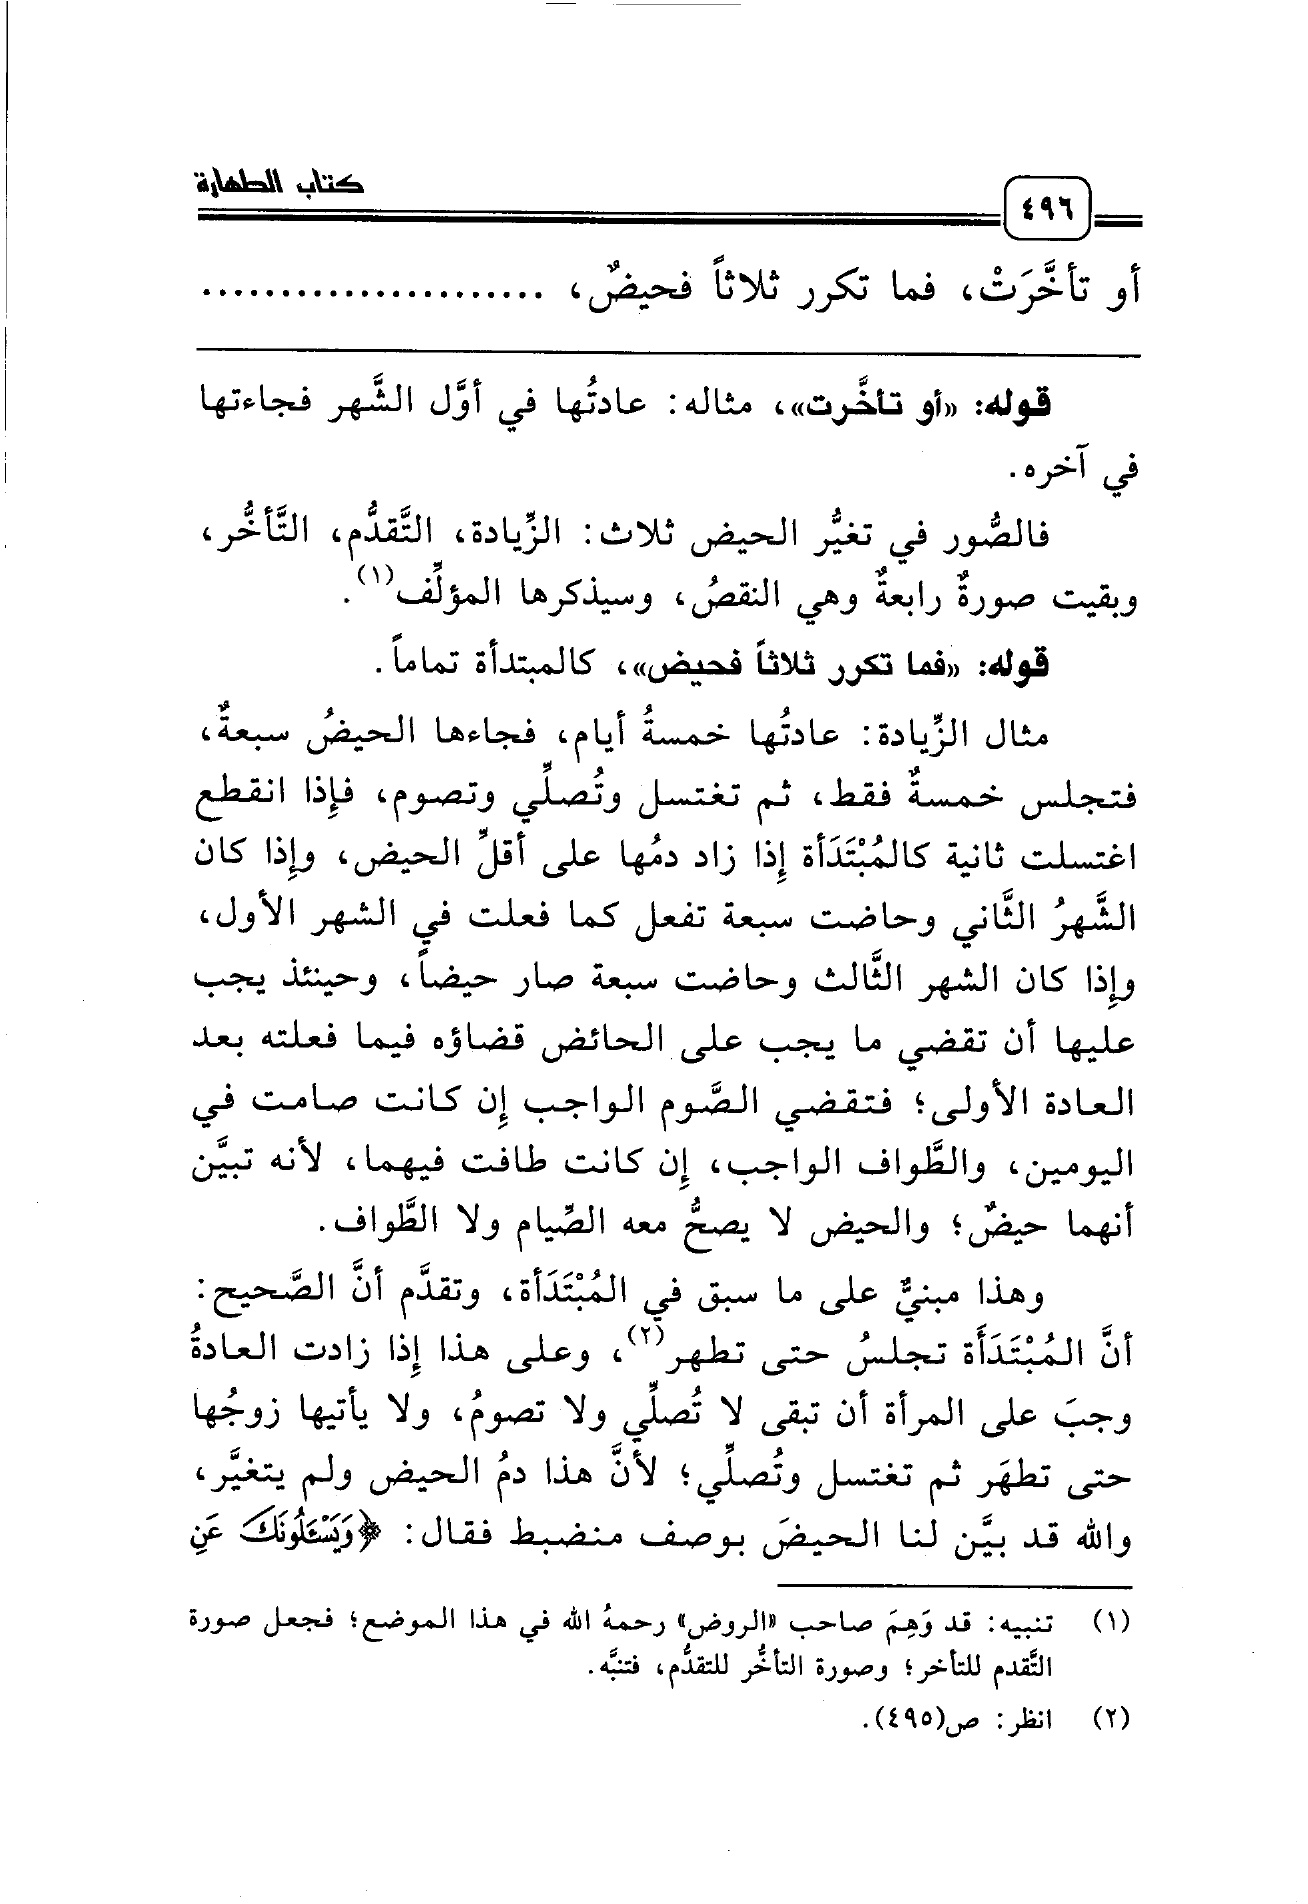 كتاب الطهارة
٤٩٦
أو تأخَّرَتْ، فما تكرر ثلاثاً فحيضٌ، ......................
قوله: «أو تأخَّرت»، مثاله: عادتُها في أوَّل الشَّهر فجاءتها
في آخره.
فالصُّور في تغيُّر الحيض ثلاث: الزِّيادة، التَّقدُّم، التَّأخُّر،
وبقيت صورةٌ رابعةٌ وهي النقصُ، وسيذكرها المؤلِّف(١).
قوله: «فما تكرر ثلاثاً فحيض»، كالمبتدأة تماماً.
مثال الزِّيادة: عادتُها خمسةُ أيام، فجاءها الحيضُ سبعةٌ،
فتجلس خمسةٌ فقط، ثم تغتسل وتُصلِّي وتصوم، فإِذا انقطع
اغتسلت ثانية كالمُبْتَدَأة إِذا زاد دمُها على أقلِّ الحيض، وإِذا كان
الشَّهرُ الثَّاني وحاضت سبعة تفعل كما فعلت في الشهر الأول،
وإِذا كان الشهر الثَّالث وحاضت سبعة صار حيضاً، وحينئذ يجب
عليها أن تقضي ما يجب على الحائض قضاؤه فيما فعلته بعد
العادة الأولى؛ فتقضي الصَّوم الواجب إِن كانت صامت في
اليومين، والطَّواف الواجب، إِن كانت طافت فيهما، لأنه تبيَّن
أنهما حيضٌ؛ والحيض لا يصحُّ معه الصِّيام ولا الطَّواف.
وهذا مبنيٌّ على ما سبق في المُبْتَدَأة، وتقدَّم أنَّ الصَّحيح:
أنَّ المُبْتَدَأَة تجلسُ حتى تطهر(٢)، وعلى هذا إِذا زادت العادةُ
وجبَ على المرأة أن تبقى لا تُصلِّي ولا تصومُ، ولا يأتيها زوجُها
حتى تطهَر ثم تغتسل وتُصلِّي؛ لأنَّ هذا دمُ الحيض ولم يتغيَّر،
والله قد بيَّن لنا الحيضَ بوصف منضبط فقال: ﴿وَيَسْـَٔلُونَكَ عَنِ
(١) تنبيه: قد وَهِمَ صاحب «الروض» رحمهُ الله في هذا الموضع؛ فجعل صورة
التَّقدم للتأخر؛ وصورة التأخُّر للتقدُّم، فتنبَّه.
(٢) انظر: ص(٤٩٥).